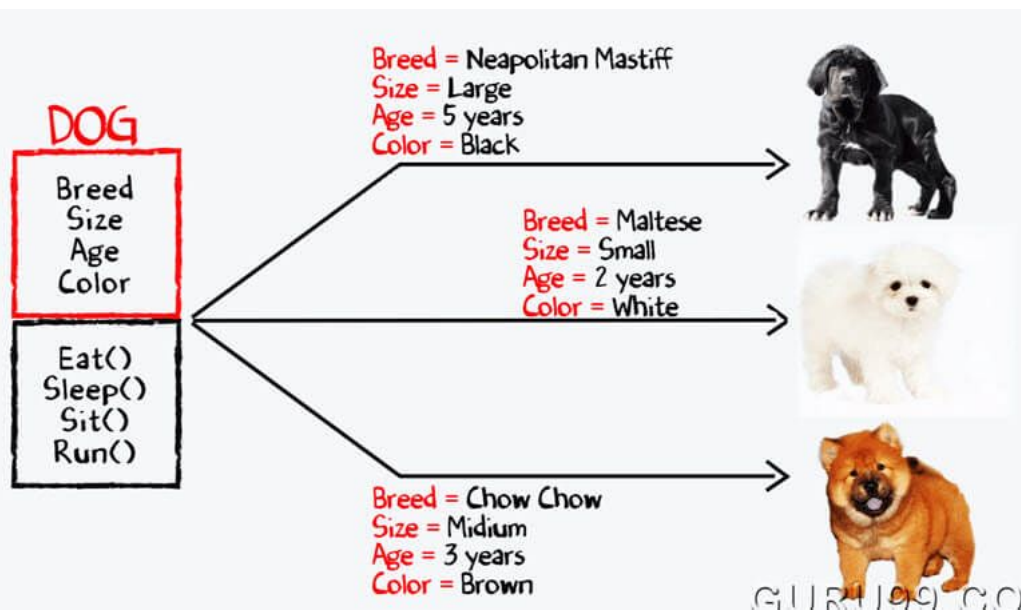 DOG
Breed
Size
Age
Color
Eat()
Sleep()
Sit()
Run()
Breed = Neapolitan Mastiff
Size = Large
Age = 5 years
Color = Black
Breed = Maltese
Size = Small
Age = 2 years
Color = White
Breed = Chow Chow
Size = Midium
Age = 3 years
Color = Brown
GURU99.CO